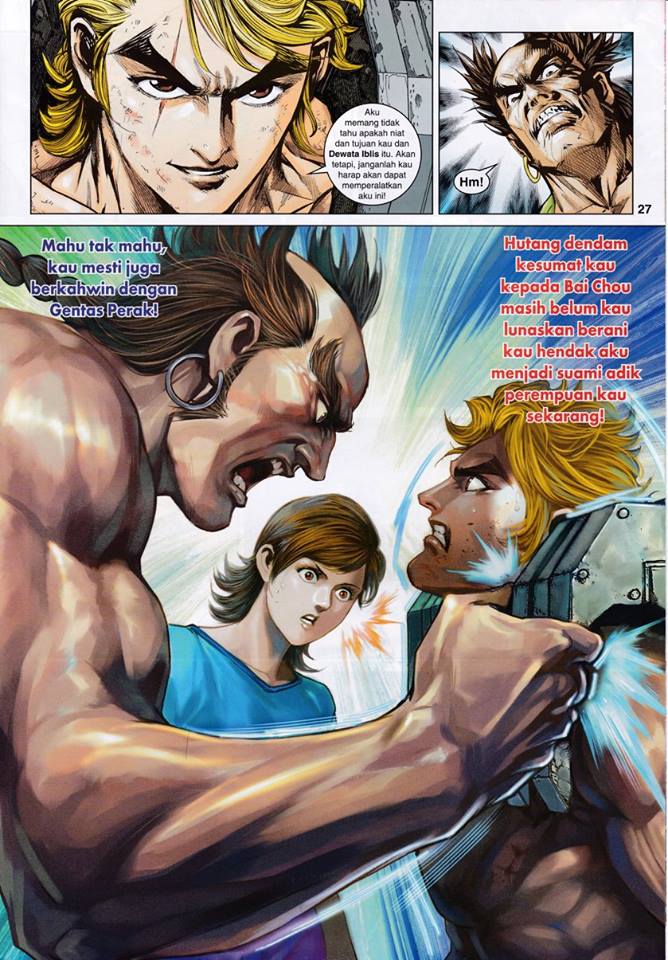 Aku
memang tidak
tahu apakah niat
dan tujuan kau dan
Dewata Iblis itu. Akan
tetapi, janganlah kau
harap akan dapat
memperalatkan
aku ini!
Hm!
27
Mahu tak mahu,
kau mesti juga
berkahwin dengan
Gentas Perak!
Hutang dendam
kesumat kau
kepada Bai Chou
masih belum kau
lunaskan berani
kau hendak aku
menjadi suami adik
perempuan kau
sekarang!